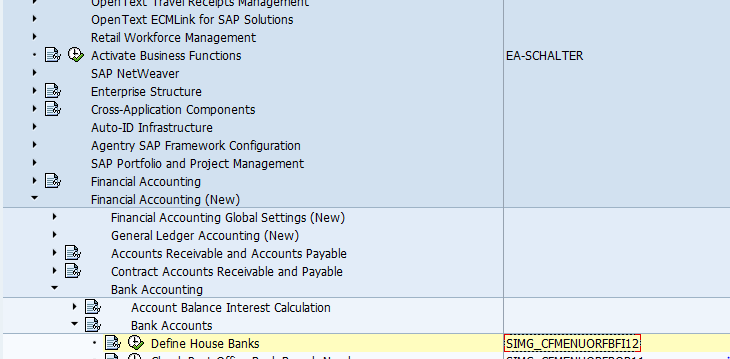 OpenText Travel Receipts Management
OpenText ECMLink for SAP Solutions
Retail Workforce Management
Activate Business Functions EA-SCHALTER
SAP NetWeaver
Enterprise Structure
Cross-Application Components
Auto-ID Infrastructure
Agentry SAP Framework Configuration
SAP Portfolio and Project Management
Financial Accounting
Financial Accounting (New)
Financial Accounting Global Settings (New)
General Ledger Accounting (New)
Accounts Receivable and Accounts Payable
Contract Accounts Receivable and Payable
Bank Accounting
Account Balance Interest Calculation
Bank Accounts
Define House Banks SIMG_CFMENUORFBFI12